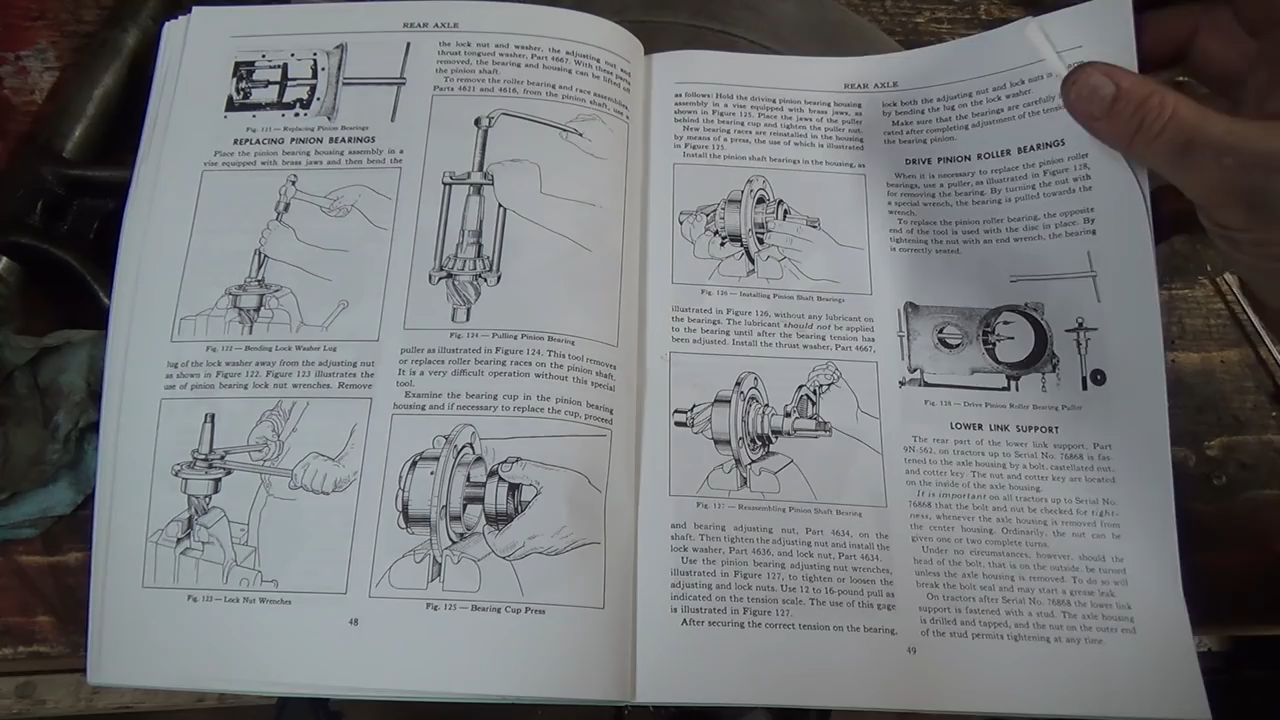 REAR AXLE
Fig. 121 — Replacing Pinion Bearings
REPLACING PINION BEARINGS
Place the pinion bearing housing assembly in a
vise equipped with brass jaws and then bend the
Fig. 122 — Bending Lock Washer Lug
lug of the lock washer away from the adjusting nut
as shown in Figure 122. Figure 123 illustrates the
use of pinion bearing lock nut wrenches. Remove
Fig. 123 — Lock Nut Wrenches
the lock nut and washer, the adjusting nut and
thrust tongued washer, Part 4667. With these parts
removed, the bearing and housing can be lifted off
the pinion shaft.
To remove the roller bearing and race assemblies,
Parts 4621 and 4616, from the pinion shaft, use a
Fig. 124 — Pulling Pinion Bearing
puller as illustrated in Figure 124. This tool removes
or replaces roller bearing races on the pinion shaft.
It is a very difficult operation without this special
tool.
Examine the bearing cup in the pinion bearing
housing and if necessary to replace the cup, proceed
Fig. 125 — Bearing Cup Press
48
REAR AXLE
as follows: Hold the driving pinion bearing housing
assembly in a vise equipped with brass jaws, as
shown in Figure 125. Place the jaws of the puller
behind the bearing cup and tighten the puller nut.
New bearing races are reinstalled in the housing
by means of a press, the use of which is illustrated
in Figure 125.
Install the pinion shaft bearings in the housing, as
Fig. 126 — Installing Pinion Shaft Bearings
illustrated in Figure 126, without any lubricant on
the bearings. The lubricant should not be applied
to the bearing until after the bearing tension has
been adjusted. Install the thrust washer, Part 4667,
Fig. 127 — Reassembling Pinion Shaft Bearing
and bearing adjusting nut, Part 4634, on the
shaft. Then tighten the adjusting nut and install the
lock washer, Part 4636, and lock nut, Part 4634.
Use the pinion bearing adjusting nut wrenches,
illustrated in Figure 127, to tighten or loosen the
adjusting and lock nuts. Use 12 to 16-pound pull as
indicated on the tension scale. The use of this gage
is illustrated in Figure 127.
After securing the correct tension on the bearing,
lock both the adjusting nut and lock nuts in
by bending the lug on the lock washer.
Make sure that the bearings are carefully
cated after completing adjustment of the
the bearing pinion.
DRIVE PINION ROLLER BEARINGS
When it is necessary to replace the pinion roller
bearings, use a puller, as illustrated in Figure 128,
for removing the bearing. By turning the nut with
a special wrench, the bearing is pulled towards the
wrench.
To replace the pinion roller bearing, the opposite
end of the tool is used with the disc in place. By
tightening the nut with an end wrench, the bearing
is correctly seated.
Fig. 128 — Drive Pinion Roller Bearing Puller
LOWER LINK SUPPORT
The rear part of the lower link support, Part
9N-562, on tractors up to Serial No. 76868 is fas-
tened to the axle housing by a bolt, castellated nut,
and cotter key. The nut and cotter key are located
on the inside of the axle housing.
It is important on all tractors up to Serial No.
76868 that the bolt and nut be checked for tight-
ness, whenever the axle housing is removed from
the center housing. Ordinarily, the nut can be
given one or two complete turns.
Under no circumstances, however, should the
head of the bolt, that is on the outside, be turned
unless the axle housing is removed. To do so will
break the bolt seal and may start a grease leak.
On tractors after Serial No. 76868 the lower link
support is fastened with a stud. The axle housing
is drilled and tapped, and the nut on the outer end
of the stud permits tightening at any time.
49